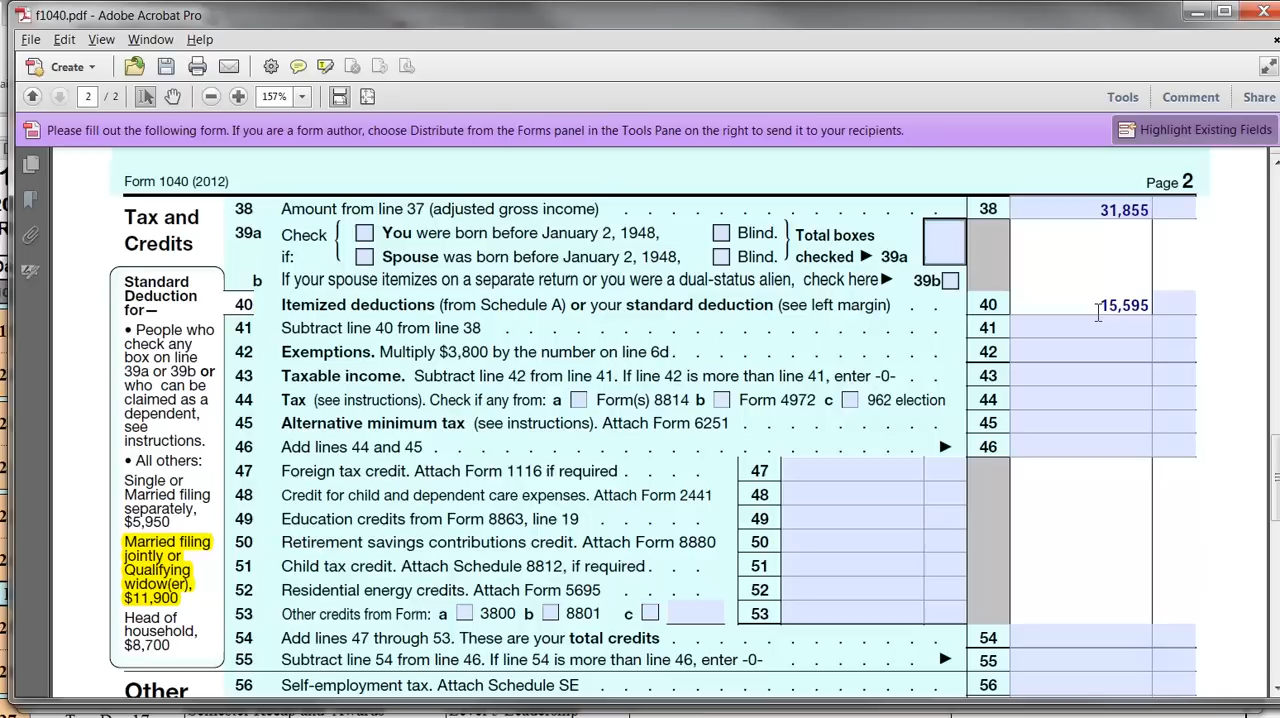 f1040.pdf - Adobe Acrobat Pro
File Edit View Window Help
Create
2 / 2 157% Tools Comment Share
Please fill out the following form. If you are a form author, choose Distribute from the Forms panel in the Tools Pane on the right to send it to your recipients. Highlight Existing Fields
Form 1040 (2012) Page 2
Tax and
Credits
Standard
Deduction
for—
• People who
check any
box on line
39a or 39b or
who can be
claimed as a
dependent,
see
instructions.
• All others:
Single or
Married filing
separately,
$5,950
Married filing
jointly or
Qualifying
widow(er),
$11,900
Head of
household,
$8,700
Other
38 Amount from line 37 (adjusted gross income) . . . . . . . . . . . . . . 38 31,855
39a Check if: { You were born before January 2, 1948, Blind. } Total boxes
Spouse was born before January 2, 1948, Blind. checked ▶ 39a
b If your spouse itemizes on a separate return or you were a dual-status alien, check here ▶ 39b
40 Itemized deductions (from Schedule A) or your standard deduction (see left margin) . . 40 15,595
41 Subtract line 40 from line 38 . . . . . . . . . . . . . . . . . . 41
42 Exemptions. Multiply $3,800 by the number on line 6d . . . . . . . . . . . . 42
43 Taxable income. Subtract line 42 from line 41. If line 42 is more than line 41, enter -0- . . 43
44 Tax (see instructions). Check if any from: a Form(s) 8814 b Form 4972 c 962 election 44
45 Alternative minimum tax (see instructions). Attach Form 6251 . . . . . . . . . 45
46 Add lines 44 and 45 . . . . . . . . . . . . . . . . . . . . ▶ 46
47 Foreign tax credit. Attach Form 1116 if required . . . . 47
48 Credit for child and dependent care expenses. Attach Form 2441 48
49 Education credits from Form 8863, line 19 . . . . . 49
50 Retirement savings contributions credit. Attach Form 8880 50
51 Child tax credit. Attach Schedule 8812, if required . . . 51
52 Residential energy credits. Attach Form 5695 . . . . 52
53 Other credits from Form: a 3800 b 8801 c 53
54 Add lines 47 through 53. These are your total credits . . . . . . . . . . . . 54
55 Subtract line 54 from line 46. If line 54 is more than line 46, enter -0- . . . . . . ▶ 55
56 Self-employment tax. Attach Schedule SE . . . . . . . . . . . . . . . 56